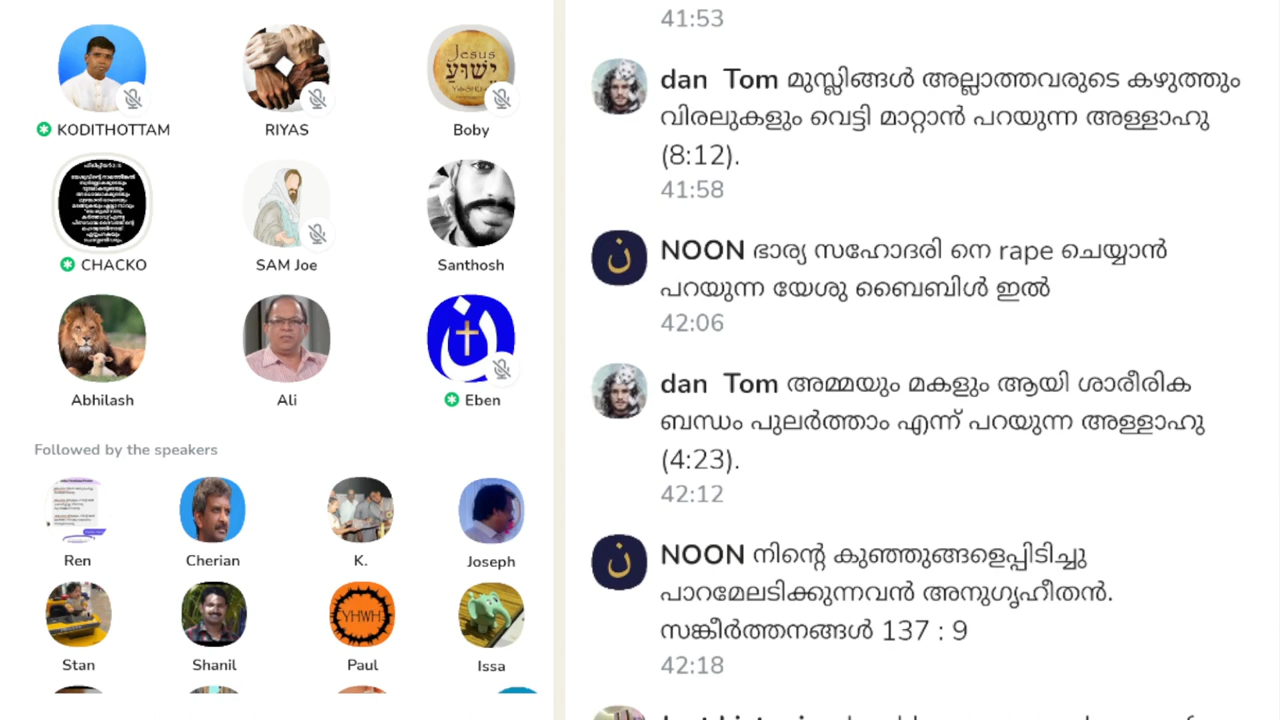 Jesus
ישוע
KODITHOTTAM
RIYAS
Boby
CHACKO
SAM Joe
Santhosh
Abhilash
Ali
Eben
Followed by the speakers
Ren
Cherian
K.
Joseph
YHWH
Stan
Shanil
Paul
Issa
41:53
dan Tom മുസ്ലിങ്ങൾ അല്ലാത്തവരുടെ കഴുത്തും
വിരലുകളും വെട്ടി മാറ്റാൻ പറയുന്ന അള്ളാഹു
(8:12).
41:58
NOON ഭാര്യ സഹോദരി നെ rape ചെയ്യാൻ
പറയുന്ന യേശു ബൈബിൾ ഇൽ
42:06
dan Tom അമ്മയും മകളും ആയി ശാരീരിക
ബന്ധം പുലർത്താം എന്ന് പറയുന്ന അള്ളാഹു
(4:23).
42:12
NOON നിന്റെ കുഞ്ഞുങ്ങളെപ്പിടിച്ചു
പാറമേലടിക്കുന്നവൻ അനുഗൃഹീതൻ.
സങ്കീർത്തനങ്ങൾ 137 : 9
42:18